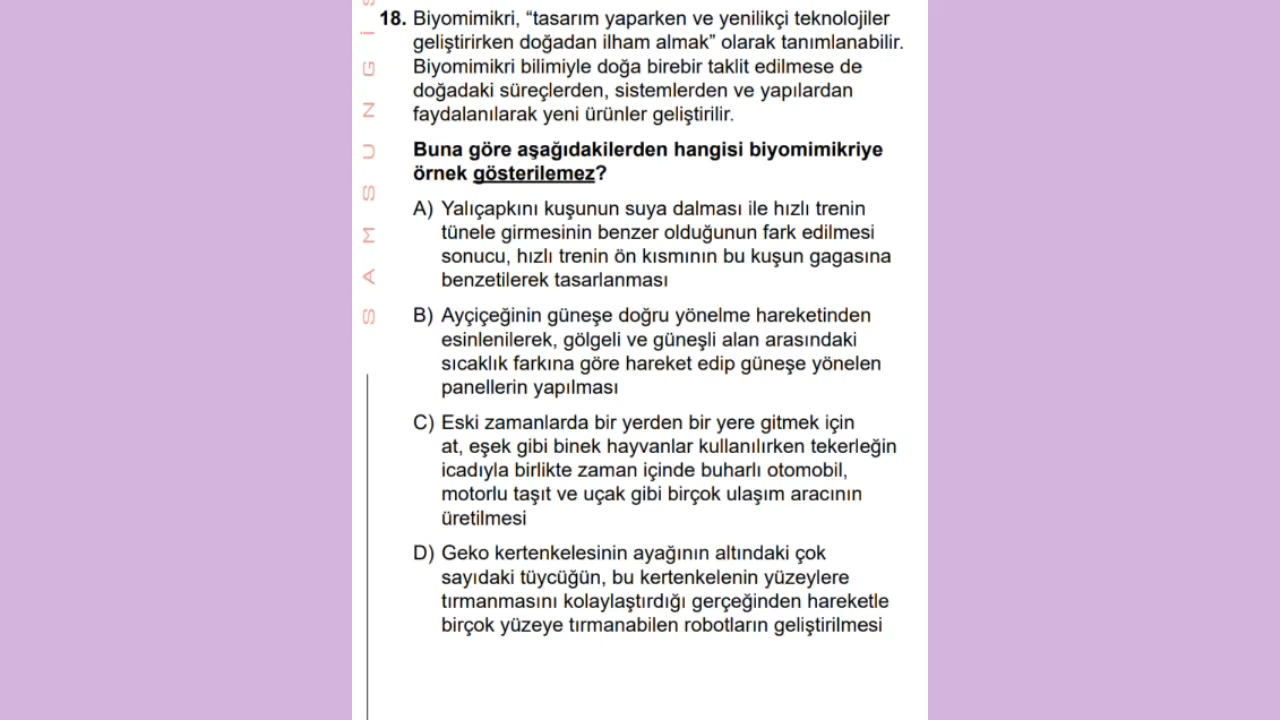 18. Biyomimikri, “tasarım yaparken ve yenilikçi teknolojiler
geliştirirken doğadan ilham almak” olarak tanımlanabilir.
Biyomimikri bilimiyle doğa birebir taklit edilmese de
doğadaki süreçlerden, sistemlerden ve yapılardan
faydalanılarak yeni ürünler geliştirilir.
Buna göre aşağıdakilerden hangisi biyomimikriye
örnek gösterilemez?
A) Yalıçapkını kuşunun suya dalması ile hızlı trenin
tünele girmesinin benzer olduğunun fark edilmesi
sonucu, hızlı trenin ön kısmının bu kuşun gagasına
benzetilerek tasarlanması
B) Ayçiçeğinin güneşe doğru yönelme hareketinden
esinlenilerek, gölgeli ve güneşli alan arasındaki
sıcaklık farkına göre hareket edip güneşe yönelen
panellerin yapılması
C) Eski zamanlarda bir yerden bir yere gitmek için
at, eşek gibi binek hayvanlar kullanılırken tekerleğin
icadıyla birlikte zaman içinde buharlı otomobil,
motorlu taşıt ve uçak gibi birçok ulaşım aracının
üretilmesi
D) Geko kertenkelesinin ayağının altındaki çok
sayıdaki tüycüğün, bu kertenkelenin yüzeylere
tırmanmasını kolaylaştırdığı gerçeğinden hareketle
birçok yüzeye tırmanabilen robotların geliştirilmesi
S A M S U N G İ S